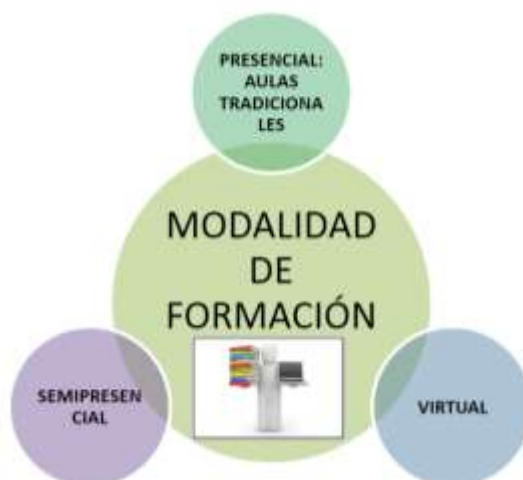 PRESENCIAL:
AULAS
TRADICIONA
LES
MODALIDAD
DE
FORMACIÓN
SEMIPRESEN
CIAL
VIRTUAL